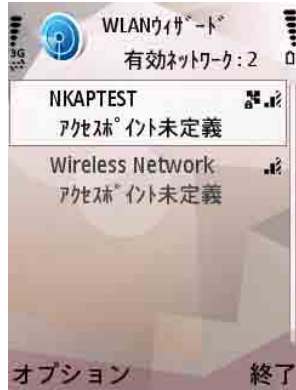 WLANｳｨｻﾞｰﾄﾞ
3G
有効ﾈｯﾄﾜｰｸ:2
NKAPTEST
ｱｸｾｽﾎﾟｲﾝﾄ未定義
Wireless Network
ｱｸｾｽﾎﾟｲﾝﾄ未定義
オプション
終了